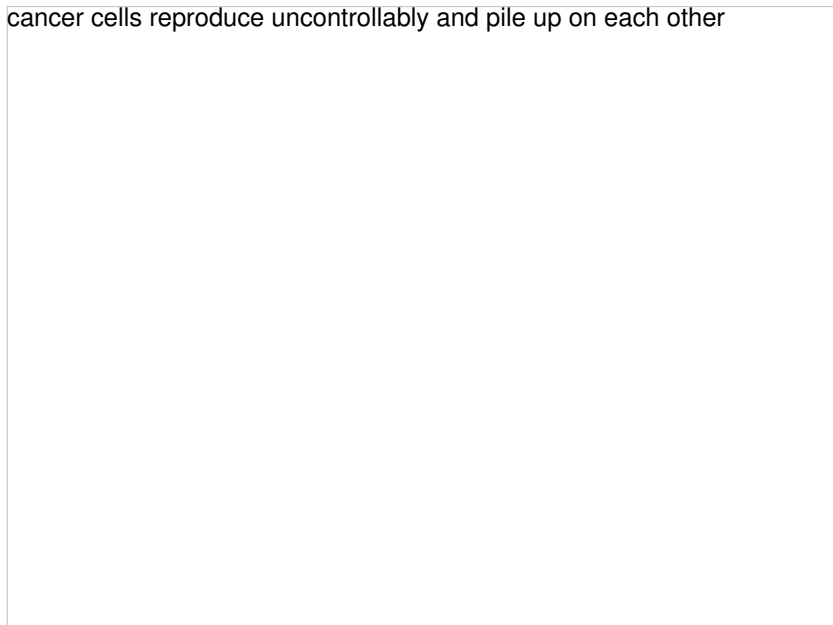 cancer cells reproduce uncontrollably and pile up on each other